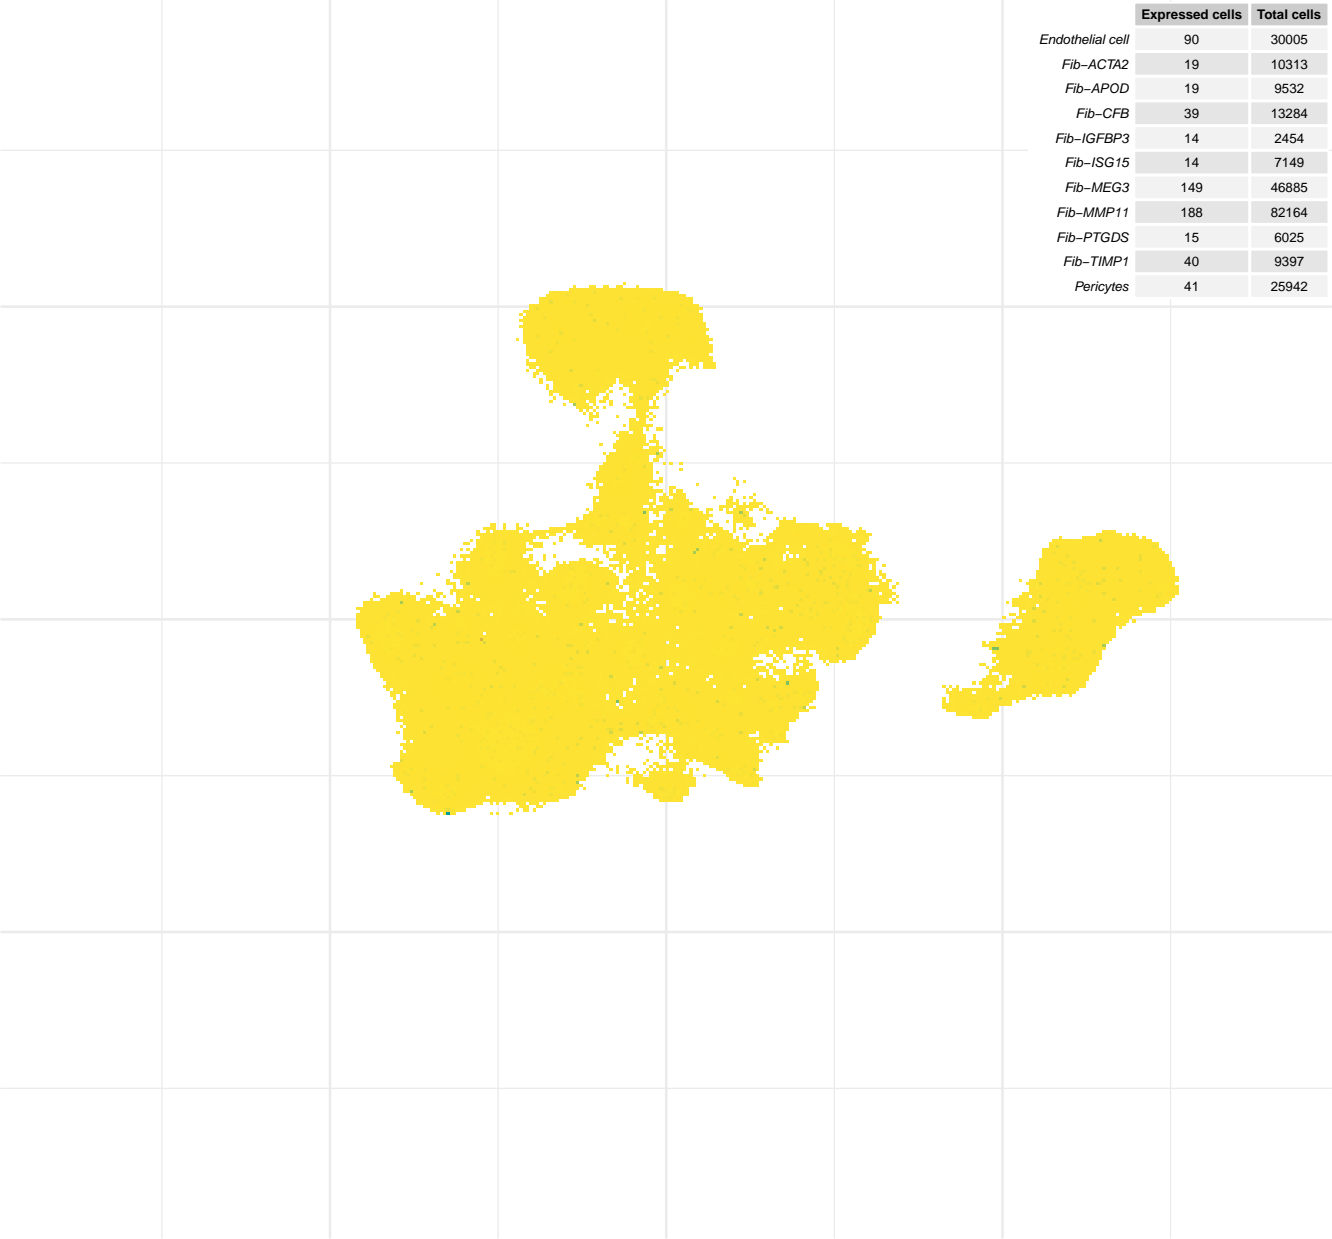 Expressed cells Total cells
Endothelial cell 90 30005
Fib−ACTA2 19 10313
Fib−APOD 19 9532
Fib−CFB 39 13284
Fib−IGFBP3 14 2454
Fib−ISG15 14 7149
Fib−MEG3 149 46885
Fib−MMP11 188 82164
Fib−PTGDS 15 6025
Fib−TIMP1 40 9397
Pericytes 41 25942